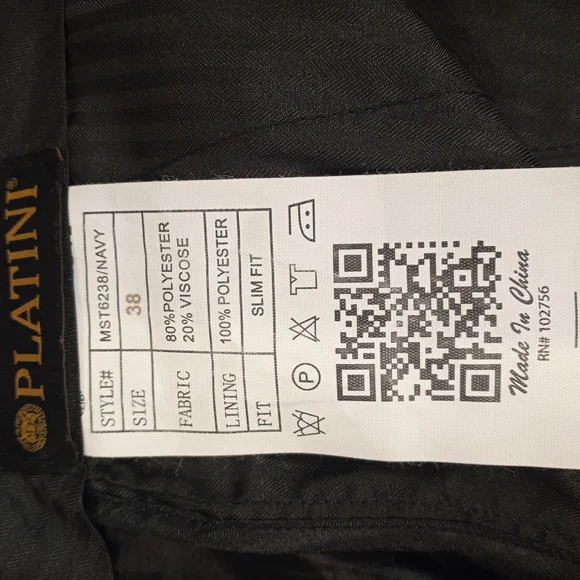 PLATINI®
STYLE# MST6238/NAVY
SIZE 38
FABRIC 80%POLYESTER
20% VISCOSE
LINING 100% POLYESTER
FIT SLIM FIT
P
Made In China
RN# 102756